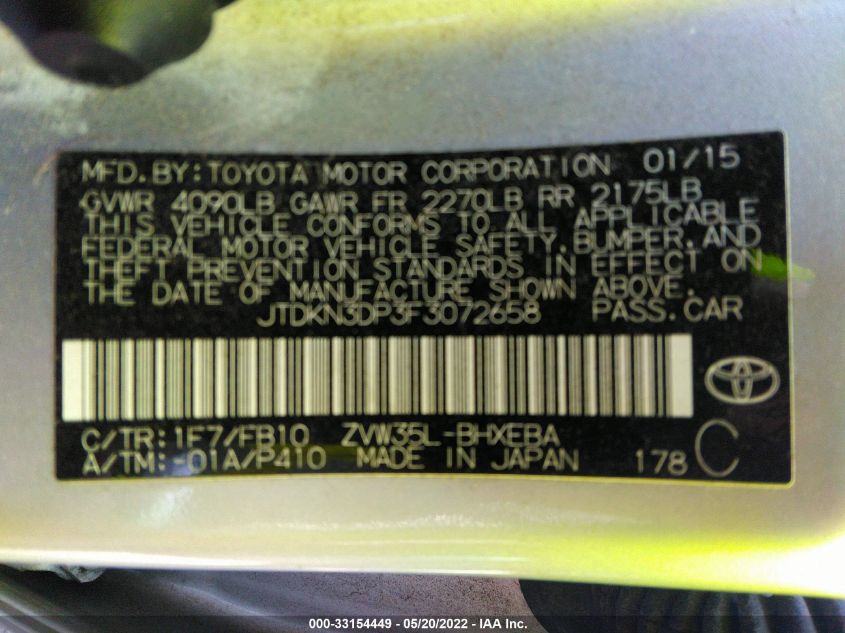 MFD.BY:TOYOTA MOTOR CORPORATION 01/15
GVWR 4090LB GAWR FR 2270LB RR 2175LB
THIS VEHICLE CONFORMS TO ALL APPLICABLE
FEDERAL MOTOR VEHICLE SAFETY,BUMPER,AND
THEFT PREVENTION STANDARDS IN EFFECT ON
THE DATE OF MANUFACTURE SHOWN ABOVE.
JTDKN3DP3F3072658 PASS.CAR
C/TR:1F7/FB10 ZVW35L-BHXEBA
A/TM:-01A/P410 MADE IN JAPAN 178 C
000-33154449 - 05/20/2022 - IAA Inc.